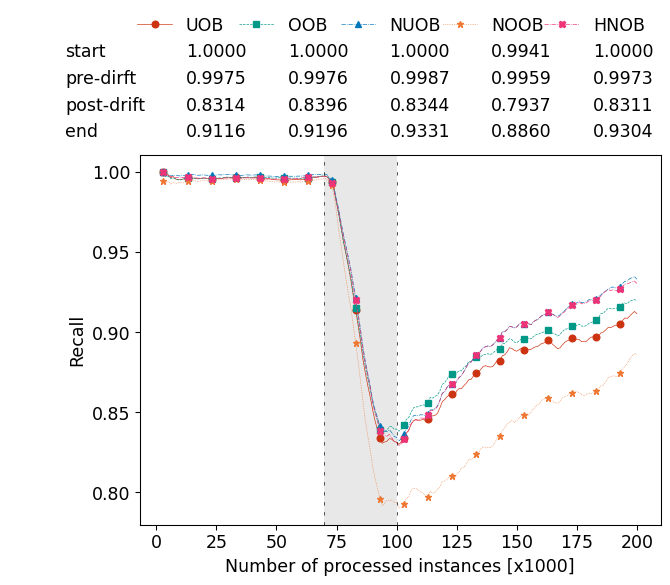 UOB OOB NUOB NOOB HNOB
start 1.0000 1.0000 1.0000 0.9941 1.0000
pre-dirft 0.9975 0.9976 0.9987 0.9959 0.9973
post-drift 0.8314 0.8396 0.8344 0.7937 0.8311
end 0.9116 0.9196 0.9331 0.8860 0.9304
1.00
0.95
0.90
0.85
0.80
Recall
0 25 50 75 100 125 150 175 200
Number of processed instances [x1000]